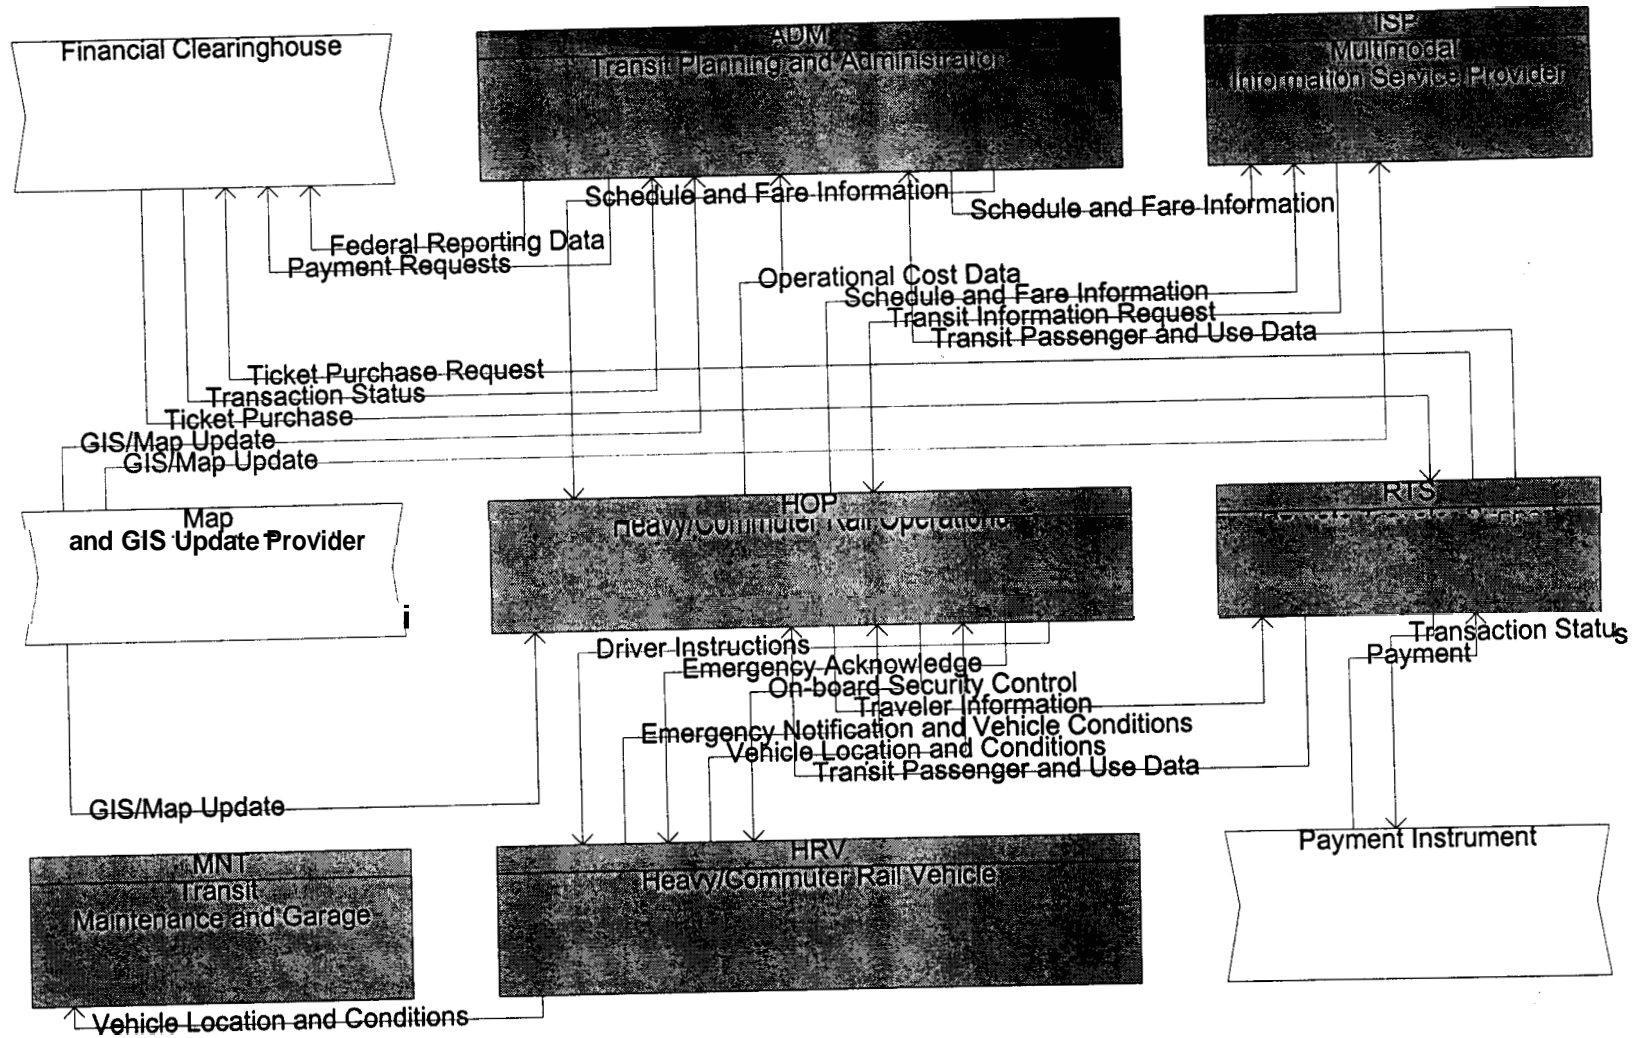 Financial Clearinghouse
ADM
Transit Planning and Administration
ISP
Multimodal
Information Service Provider
Schedule and Fare Information
Schedule and Fare Information
Federal Reporting Data
Payment Requests
Operational Cost Data
Schedule and Fare Information
Transit Information Request
Transit Passenger and Use Data
Ticket Purchase Request
Transaction Status
Ticket Purchase
GIS/Map Update
GIS/Map Update
Map
and GIS Update Provider
i
HOP
Heavy/Commuter Rail Operations
RTS
Transaction Status
Payment
Driver Instructions
Emergency Acknowledge
On-board Security Control
Traveler Information
Emergency Notification and Vehicle Conditions
Vehicle Location and Conditions
Transit Passenger and Use Data
GIS/Map Update
MNT
Transit
Maintenance and Garage
HRV
Heavy/Commuter Rail Vehicle
Payment Instrument
Vehicle Location and Conditions